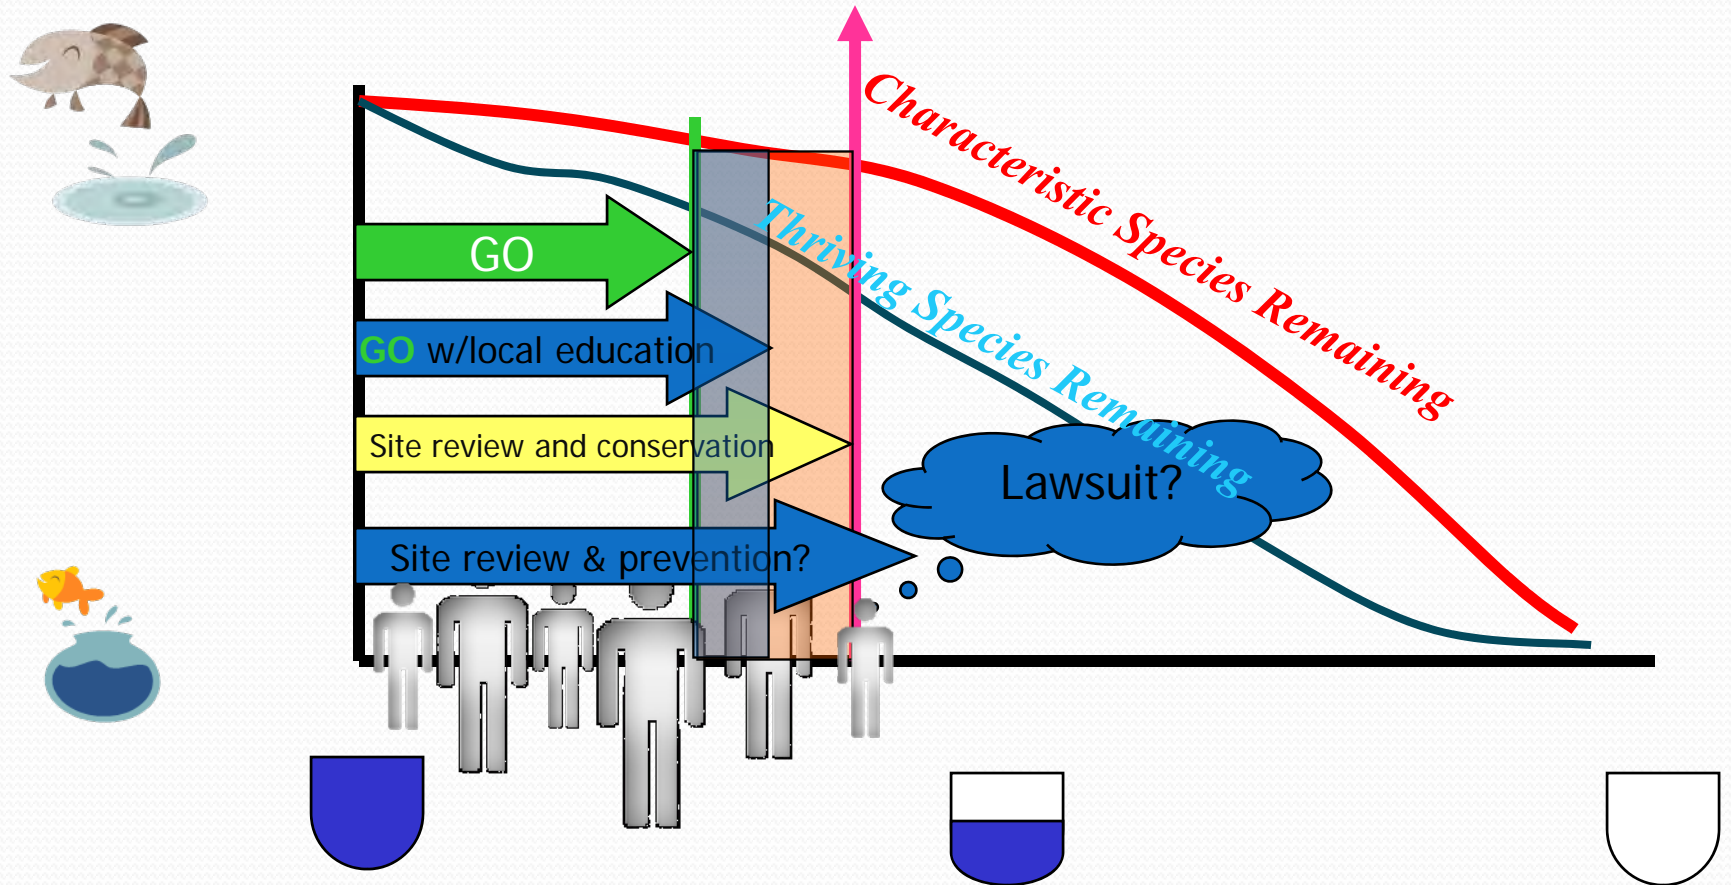 Characteristic Species Remaining
Thriving Species Remaining
GO
GO w/local education
Site review and conservation
Lawsuit?
Site review & prevention?